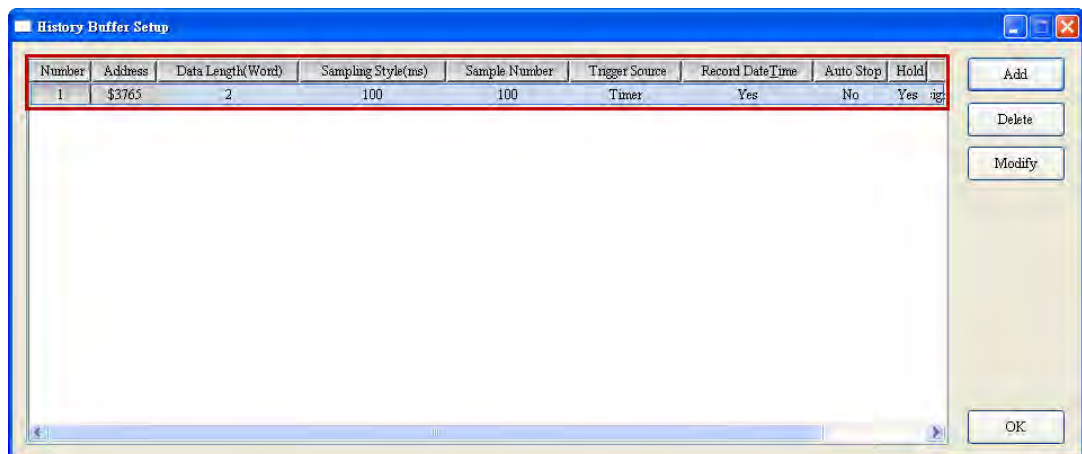 History Buffer Setup
Number Address Data Length(Word) Sampling Style(ms) Sample Number Trigger Source Record DateTime Auto Stop Hold
1 $3765 2 100 100 Timer Yes No Yes
Add
Delete
Modify
OK